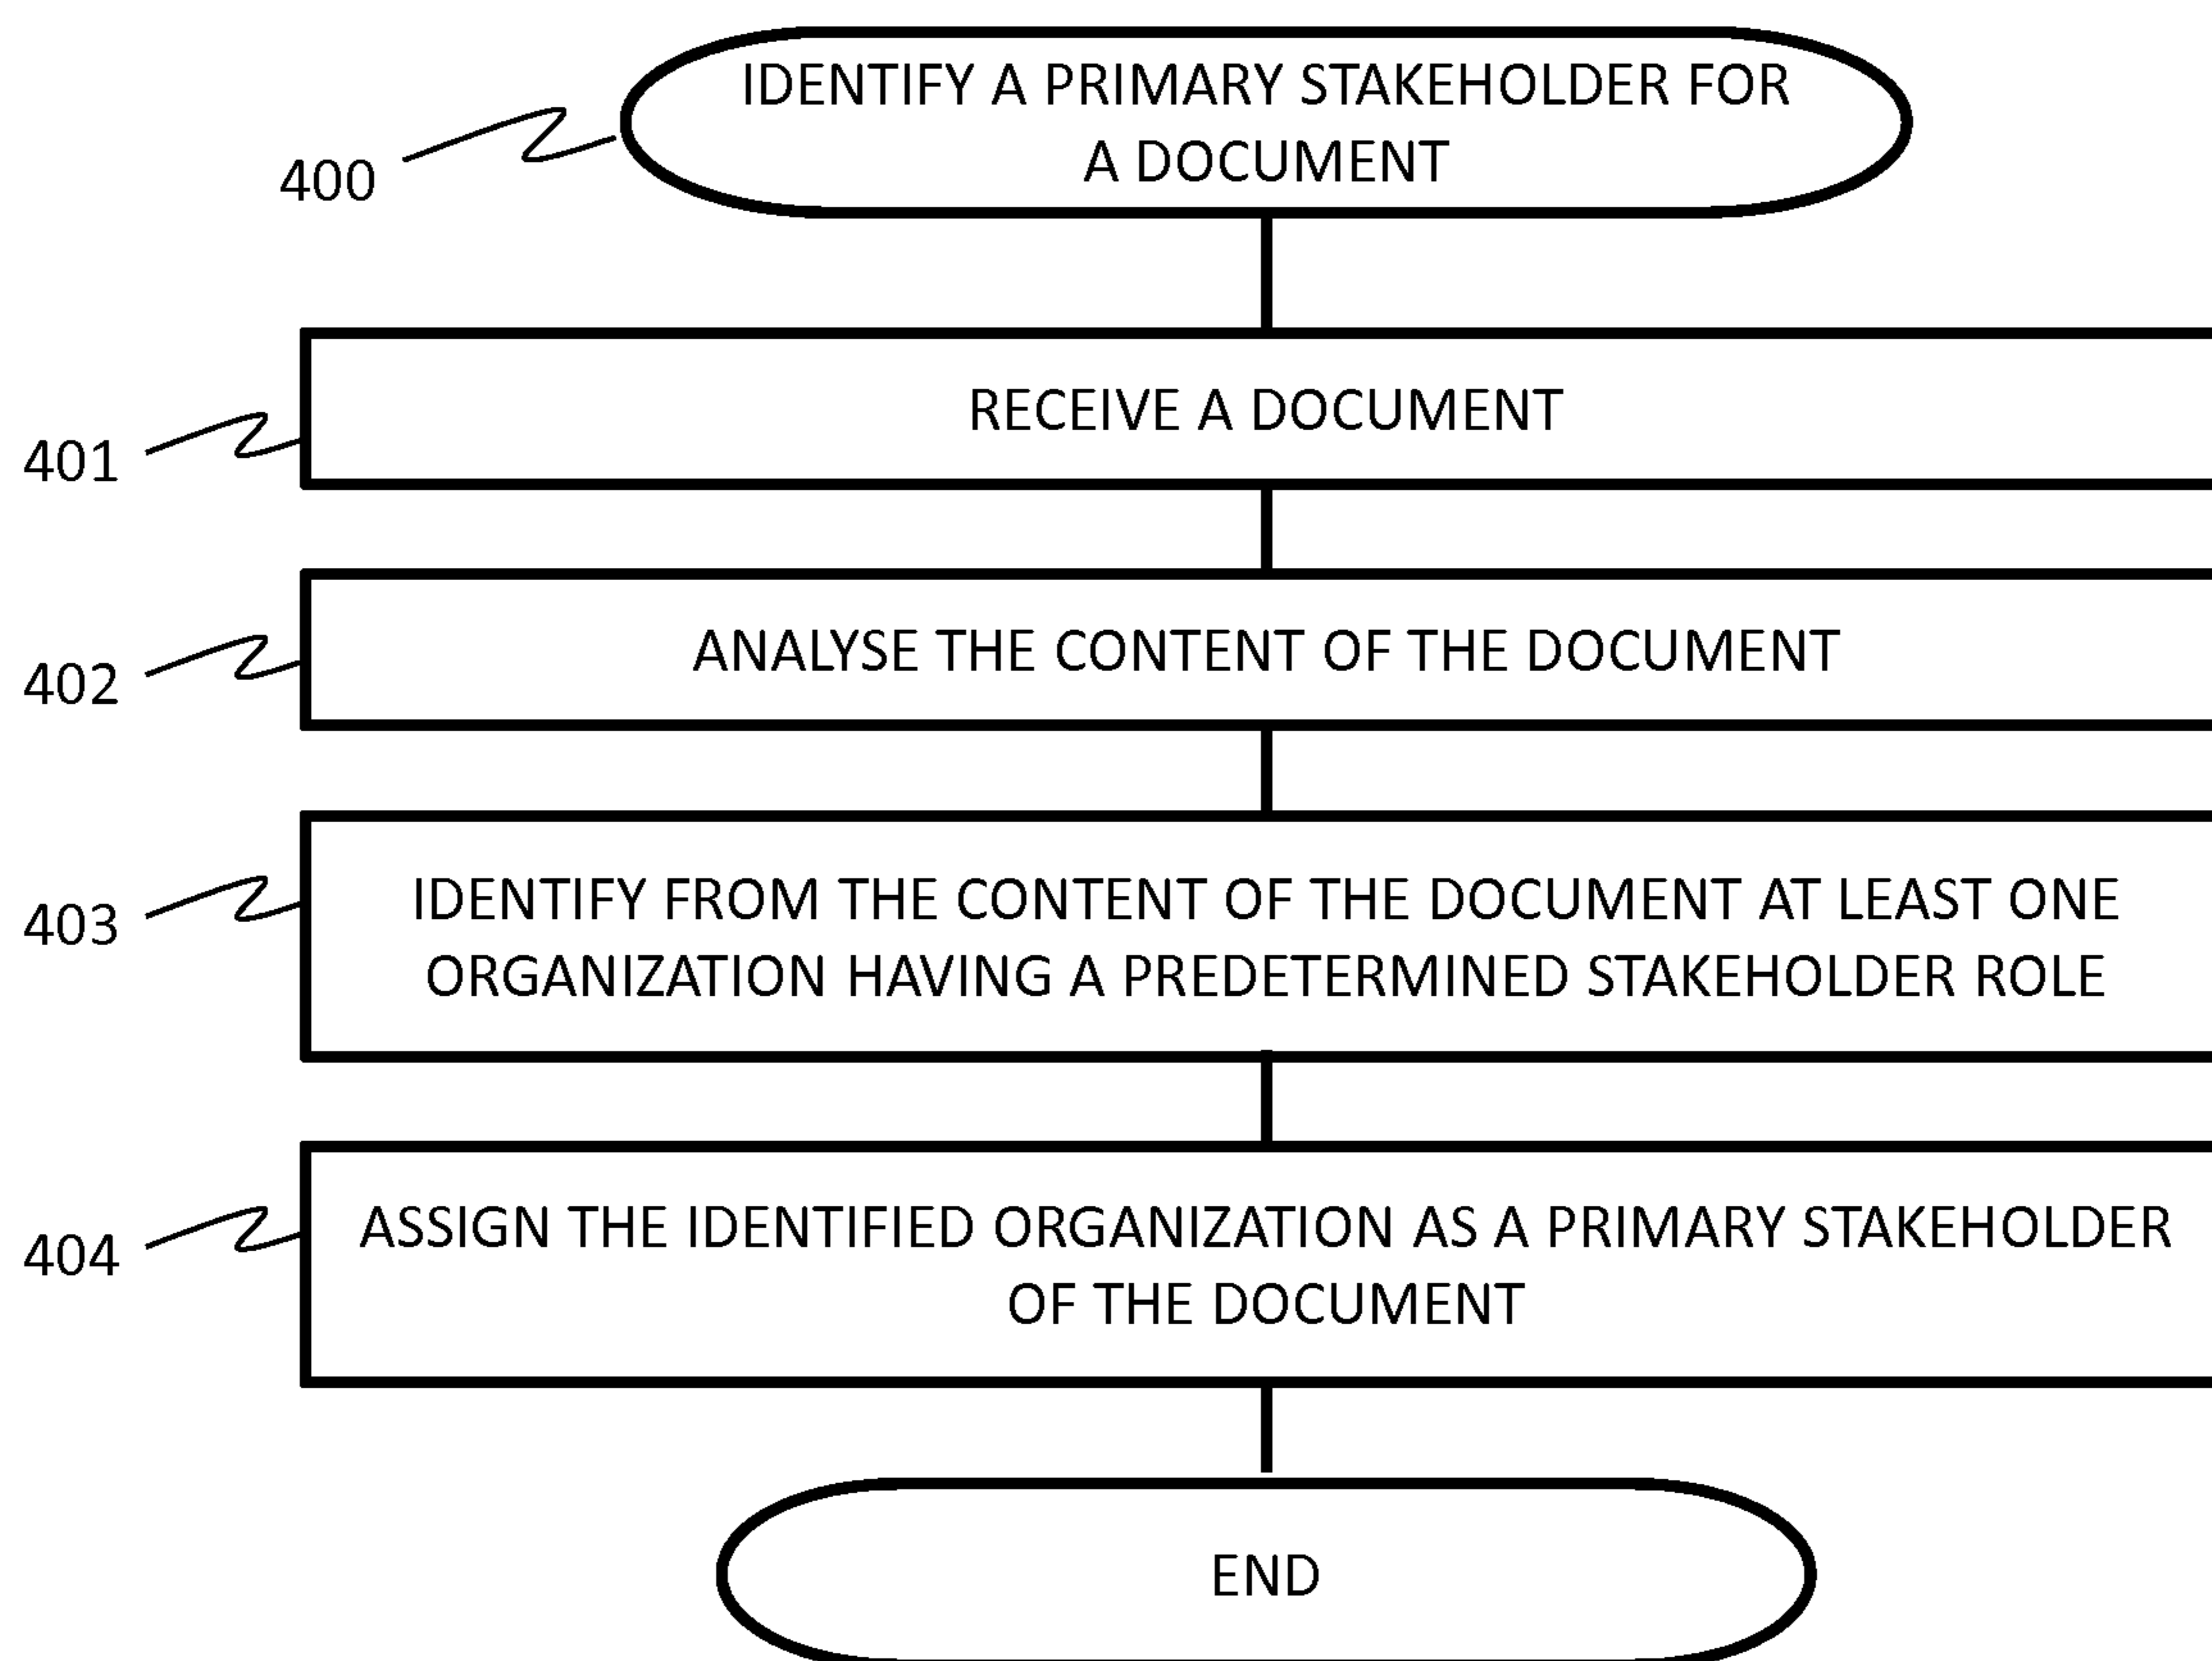 IDENTIFY A PRIMARY STAKEHOLDER FOR
A DOCUMENT
400
RECEIVE A DOCUMENT
401
ANALYSE THE CONTENT OF THE DOCUMENT
402
IDENTIFY FROM THE CONTENT OF THE DOCUMENT AT LEAST ONE
403
ORGANIZATION HAVING A PREDETERMINED STAKEHOLDER ROLE
ASSIGN THE IDENTIFIED ORGANIZATION AS A PRIMARY STAKEHOLDER
404
OF THE DOCUMENT
END